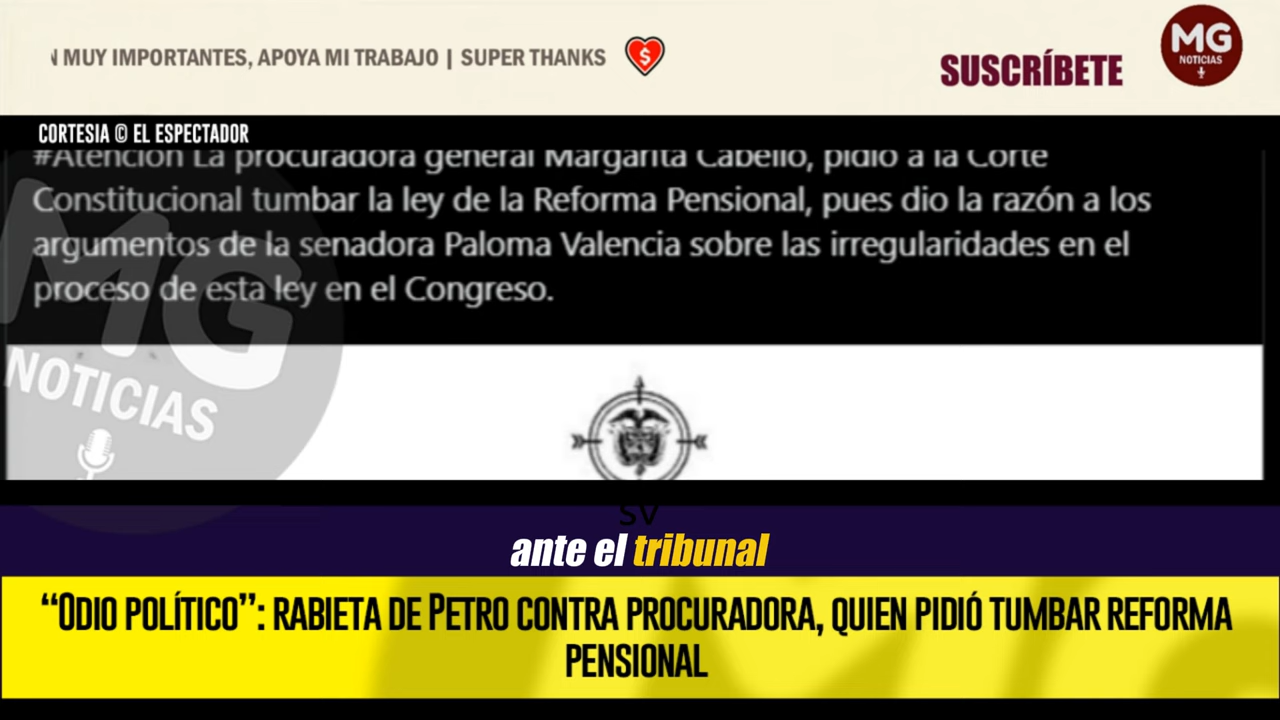 N MUY IMPORTANTES, APOYA MI TRABAJO | SUPER THANKS
SUSCRÍBETE
MG
NOTICIAS
CORTESIA © EL ESPECTADOR
#Atención La procuradora general Margarita Cabello, pidió a la Corte
Constitucional tumbar la ley de la Reforma Pensional, pues dio la razón a los
argumentos de la senadora Paloma Valencia sobre las irregularidades en el
proceso de esta ley en el Congreso.
MG
NOTICIAS
SV
ante el tribunal
“ODIO POLÍTICO”: RABIETA DE PETRO CONTRA PROCURADORA, QUIEN PIDIÓ TUMBAR REFORMA
PENSIONAL